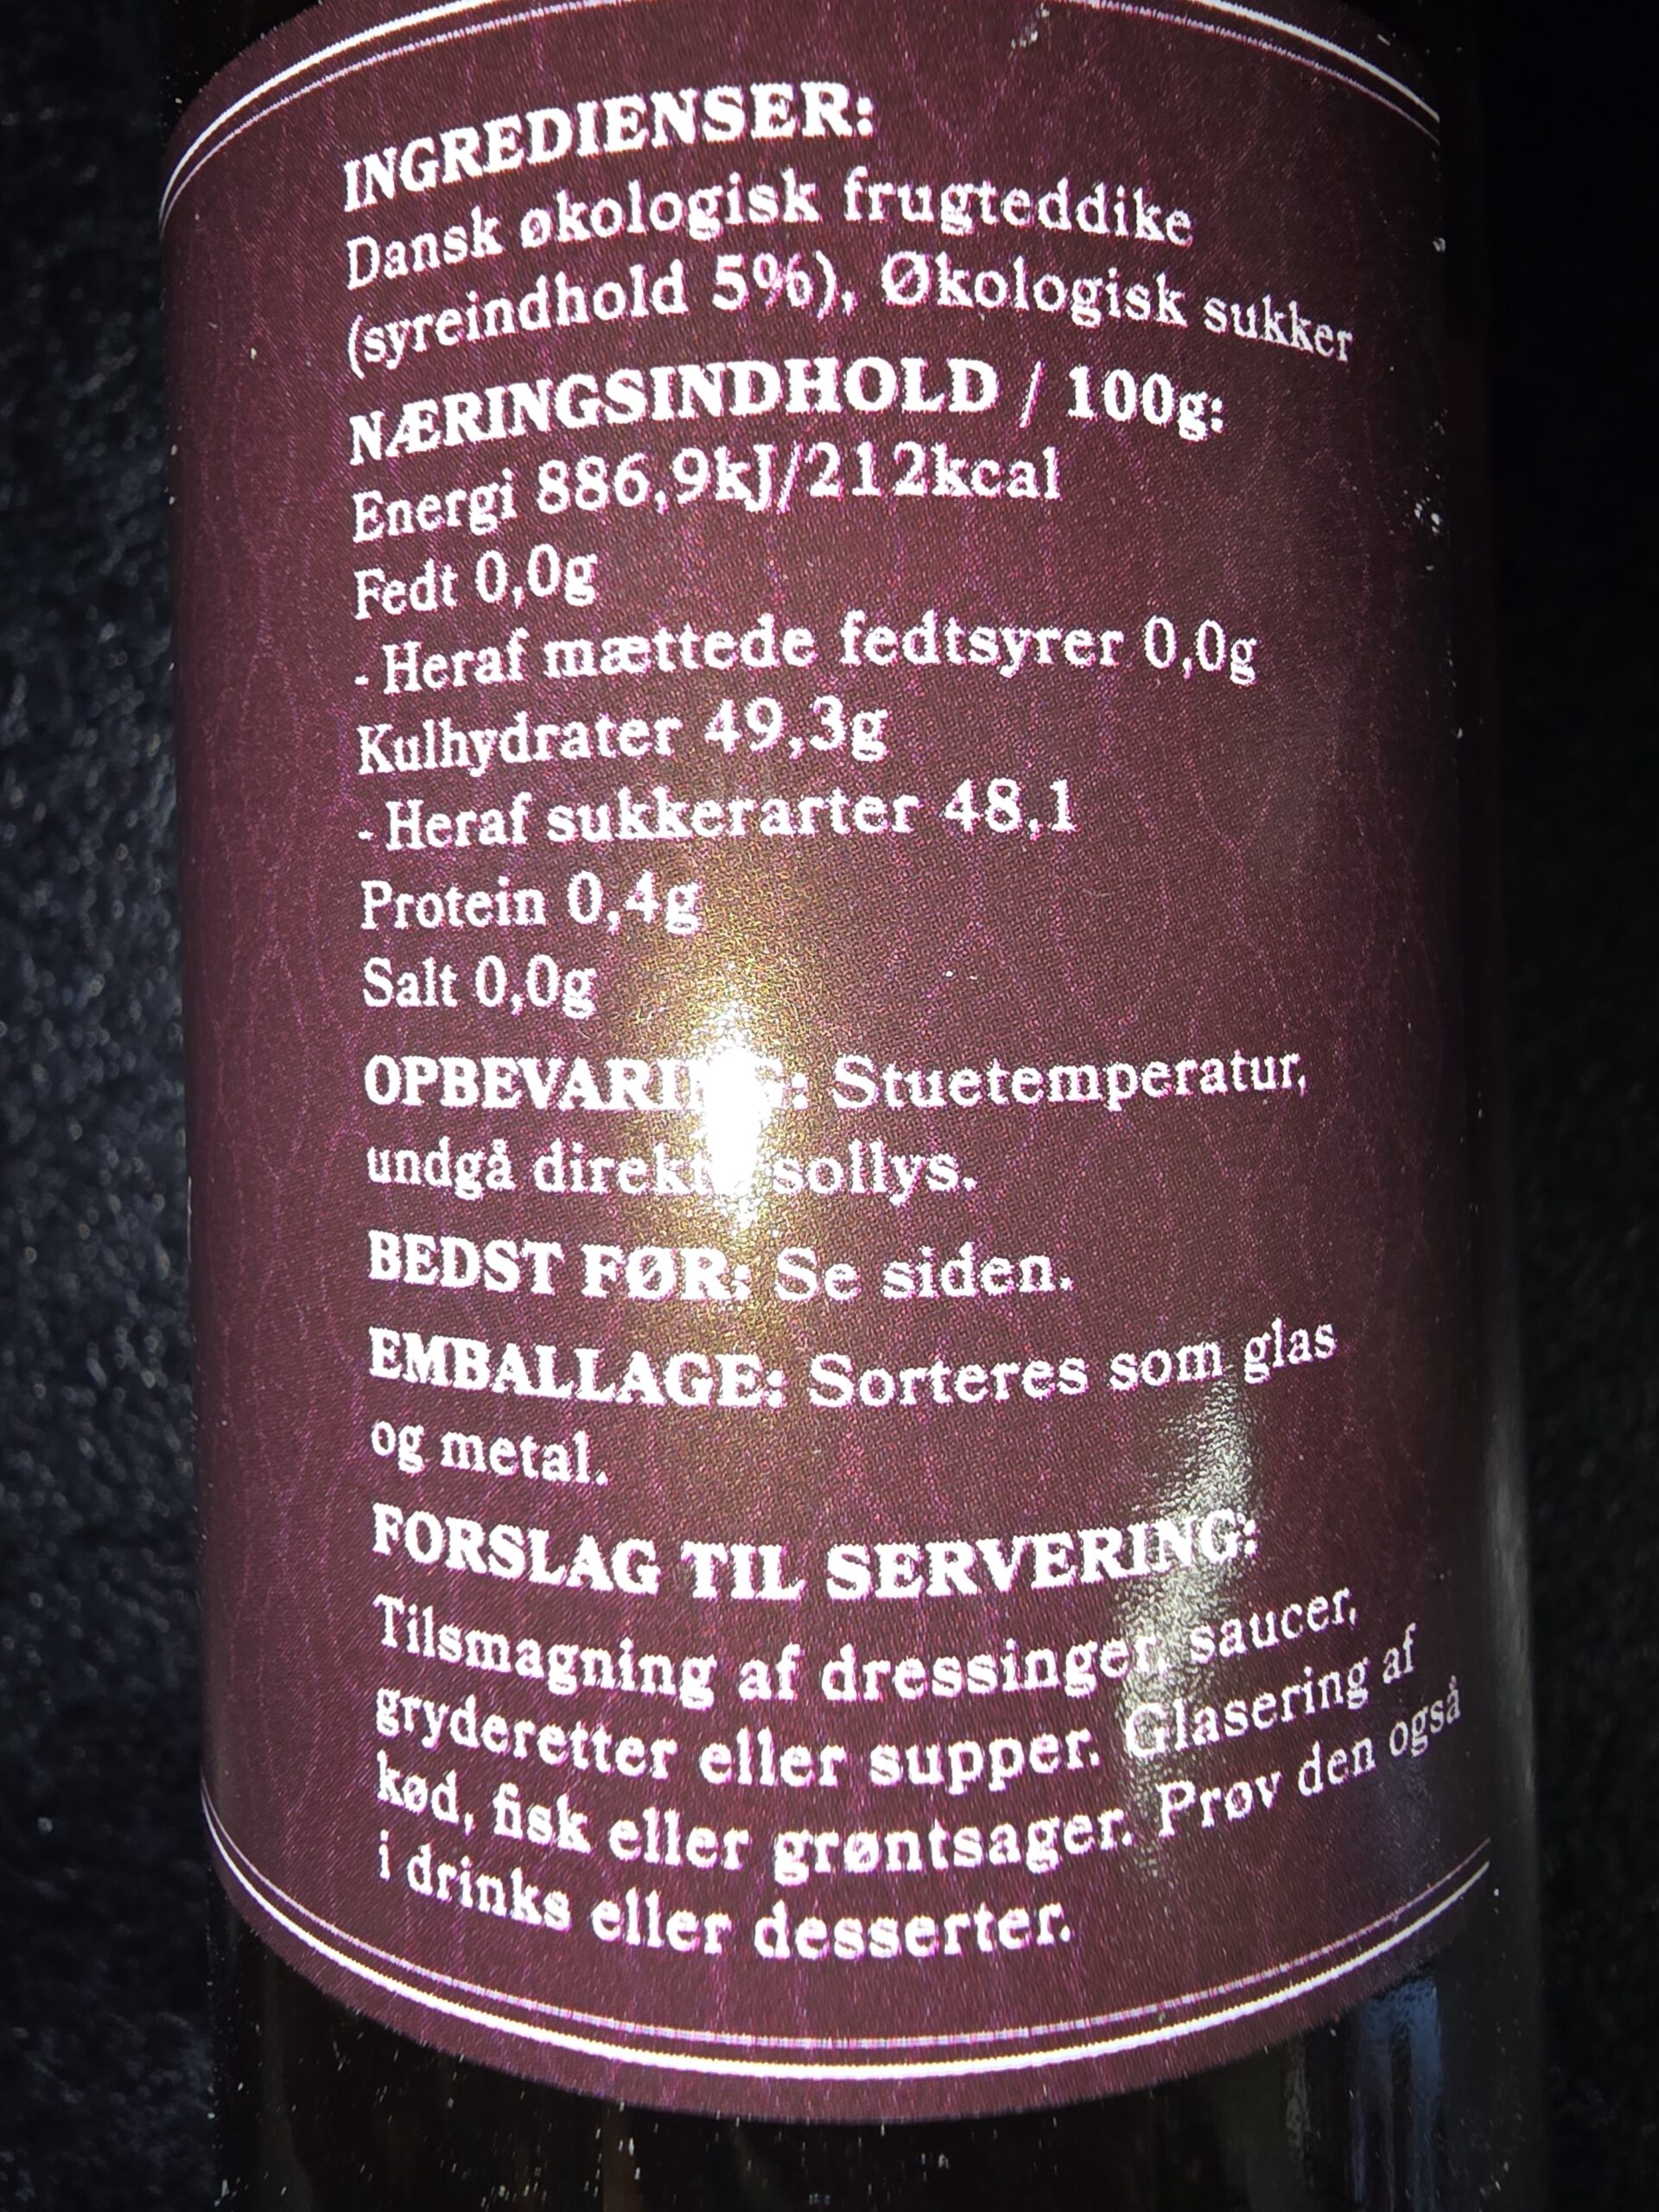 INGREDIENSER:
Dansk økologisk frugteddike
(syreindhold 5%), Økologisk sukker
NÆRINGSINDHOLD / 100g:
Energi 886,9kJ/212kcal
Fedt 0,0g
- Heraf mættede fedtsyrer 0,0g
Kulhydrater 49,3g
- Heraf sukkerarter 48,1
Protein 0,4g
Salt 0,0g
OPBEVARING: Stuetemperatur,
undgå direkte sollys.
BEDST FØR: Se siden.
EMBALLAGE: Sorteres som glas
og metal.
FORSLAG TIL SERVERING:
Tilsmagning af dressinger, saucer,
gryderetter eller supper. Glasering af
kød, fisk eller grøntsager. Prøv den også
i drinks eller desserter.